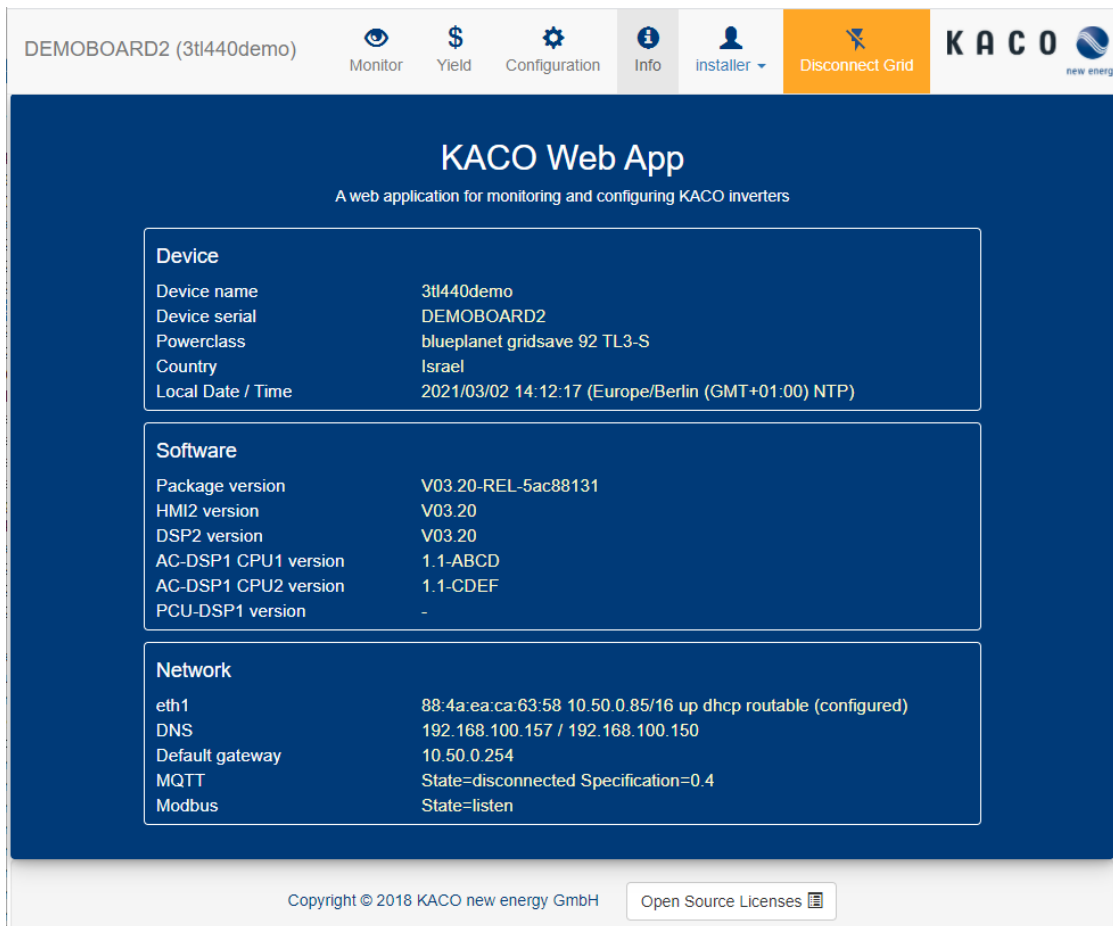 DEMOBOARD2 (3tl440demo)
Monitor
Yield
Configuration
Info
installer
Disconnect Grid
KACO
new energ
KACO Web App
A web application for monitoring and configuring KACO inverters
Device
Device name 3tl440demo
Device serial DEMOBOARD2
Powerclass blueplanet gridsave 92 TL3-S
Country Israel
Local Date / Time 2021/03/02 14:12:17 (Europe/Berlin (GMT+01:00) NTP)
Software
Package version V03.20-REL-5ac88131
HMI2 version V03.20
DSP2 version V03.20
AC-DSP1 CPU1 version 1.1-ABCD
AC-DSP1 CPU2 version 1.1-CDEF
PCU-DSP1 version -
Network
eth1 88:4a:ea:ca:63:58 10.50.0.85/16 up dhcp routable (configured)
DNS 192.168.100.157 / 192.168.100.150
Default gateway 10.50.0.254
MQTT State=disconnected Specification=0.4
Modbus State=listen
Copyright © 2018 KACO new energy GmbH
Open Source Licenses